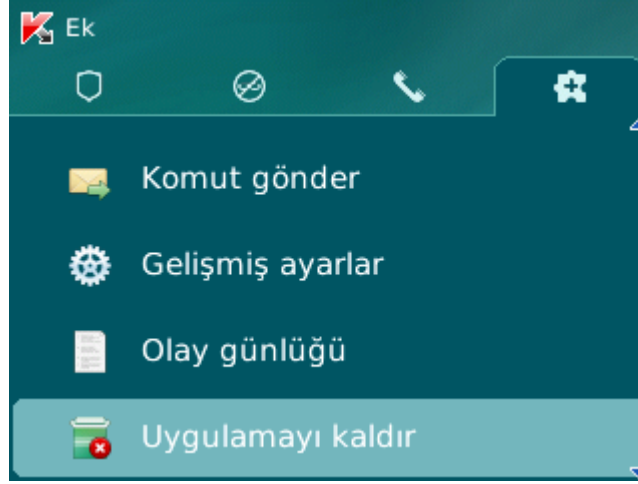 Ek
Komut gönder
Gelişmiş ayarlar
Olay günlüğü
Uygulamayı kaldır